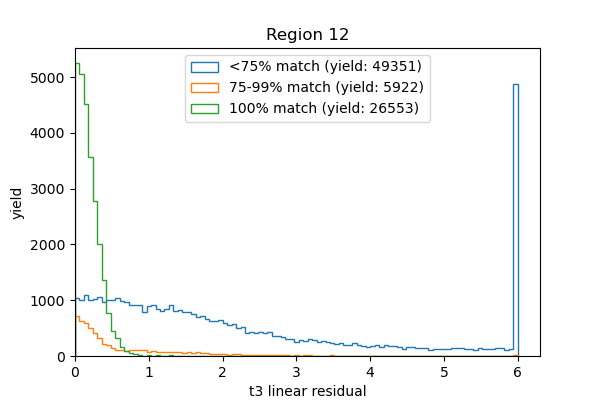 Region 12
<75% match (yield: 49351)
75-99% match (yield: 5922)
100% match (yield: 26553)
yield
5000
4000
3000
2000
1000
0
0 1 2 3 4 5 6
t3 linear residual